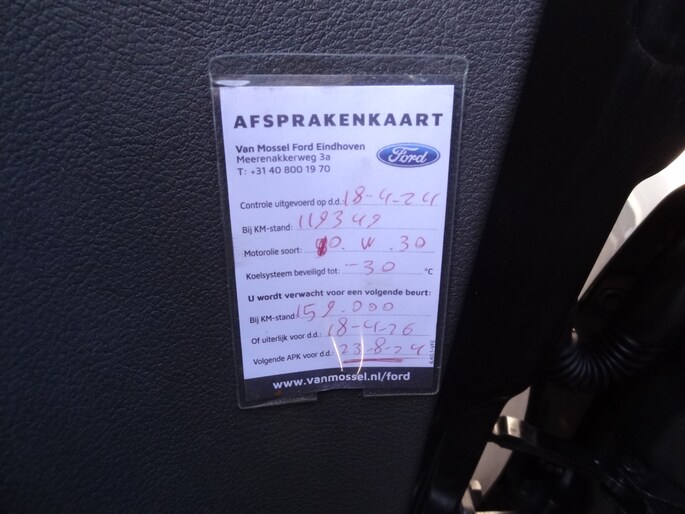 AFSPRAKENKAART
Van Mossel Ford Eindhoven
Meerenakkerweg 3a
T: +31 40 800 19 70
Ford
Controle uitgevoerd op d.d. 18-4-24
Bij KM-stand: 119349
Motorolie soort: 0.W.30
Koelsysteem beveiligd tot: -30 °C
U wordt verwacht voor een volgende beurt:
Bij KM-stand 159.000
Of uiterlijk voor d.d.: 18-4-26
Volgende APK voor d.d.: 23-8-24
www.vanmossel.nl/ford